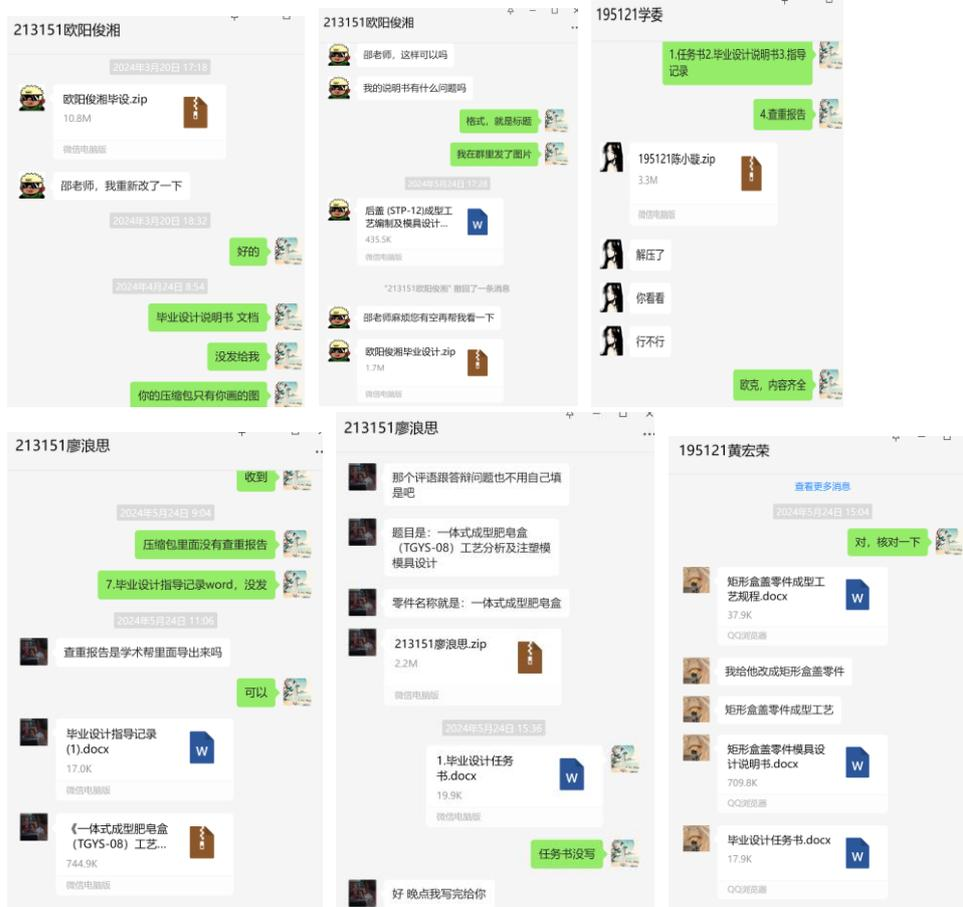 213151欧阳俊湘
2024年3月20日 17:18
欧阳俊湘毕设.zip
10.8M
微信电脑版
邵老师，我重新改了一下
2024年3月20日 18:32
好的
2024年4月24日 8:54
毕业设计说明书 文档
没发给我
你的压缩包只有你画的图
213151欧阳俊湘
邵老师，这样可以吗
我的说明书有什么问题吗
格式，就是标题
我在群里发了图片
2024年5月24日 17:28
后盖 (STP-12)成型工
艺编制及模具设计...
435.5K
微信电脑版
"213151欧阳俊湘" 撤回了一条消息
邵老师麻烦您有空再帮我看一下
欧阳俊湘毕业设计.zip
1.7M
微信电脑版
195121学委
1.任务书2.毕业设计说明书3.指导
记录
4.查重报告
195121陈小璇.zip
3.3M
微信电脑版
解压了
你看看
行不行
欧克，内容齐全
213151廖浪思
收到
2024年5月24日 9:04
压缩包里面没有查重报告
7.毕业设计指导记录word，没发
2024年5月24日 11:06
查重报告是学术帮里面导出来吗
可以
毕业设计指导记录
(1).docx
17.0K
微信电脑版
《一体式成型肥皂盒
（TGYS-08）工艺...
744.9K
微信电脑版
213151廖浪思
那个评语跟答辩问题也不用自己填
是吧
题目是：一体式成型肥皂盒
（TGYS-08）工艺分析及注塑模
模具设计
零件名称就是：一体式成型肥皂盒
213151廖浪思.zip
2.2M
微信电脑版
2024年5月24日 15:36
1.毕业设计任务
书.docx
19.9K
微信电脑版
任务书没写
好 晚点我写完给你
195121黄宏荣
查看更多消息
2024年5月24日 15:04
对，核对一下
矩形盒盖零件成型工
艺规程.docx
37.9K
QQ浏览器
我给他改成矩形盒盖零件
矩形盒盖零件成型工艺
矩形盒盖零件模具设
计说明书.docx
709.8K
QQ浏览器
毕业设计任务书.docx
17.9K
QQ浏览器